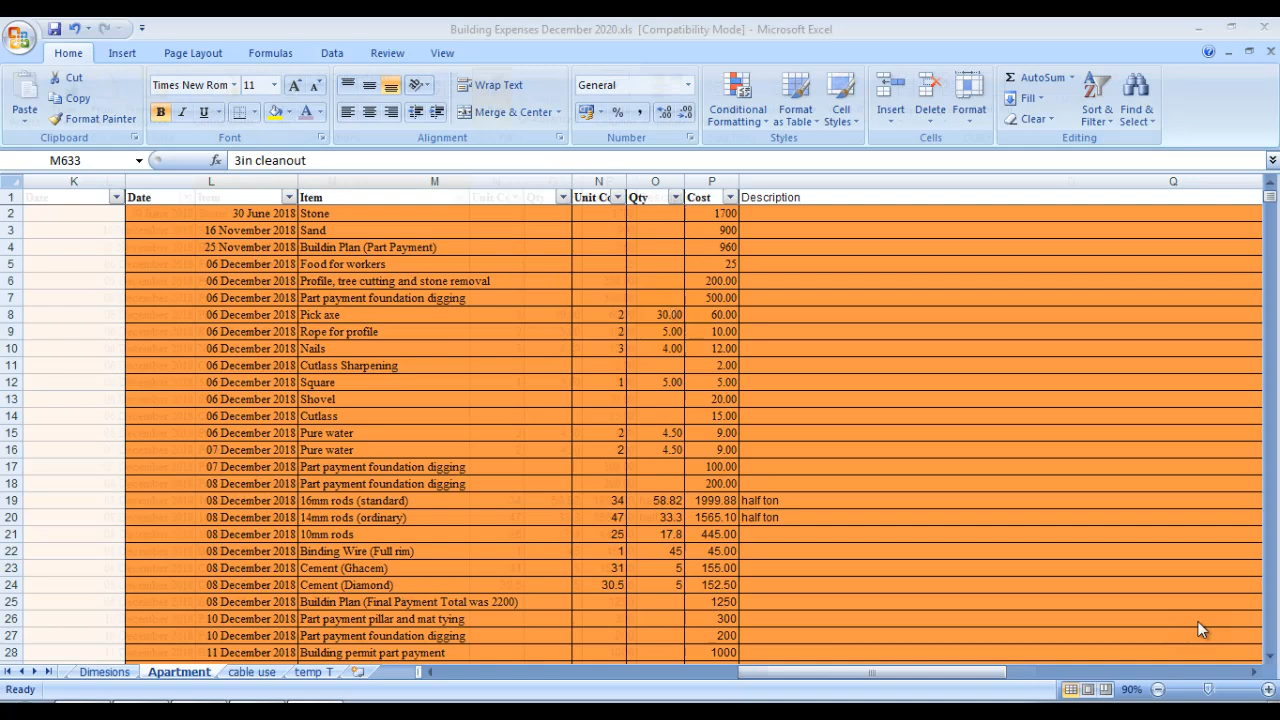 Building Expenses December 2020.xls [Compatibility Mode] - Microsoft Excel
Home Insert Page Layout Formulas Data Review View
Paste Cut Copy Format Painter Clipboard
Times New Rom 11 B I U Font
Wrap Text Merge & Center Alignment
General % , Number
Conditional Formatting Format as Table Cell Styles Styles
Insert Delete Format Cells
AutoSum Fill Clear Sort & Filter Find & Select Editing
M633 fx 3in cleanout
K L M N O P Q
1 Date Date Item Item Unit Co Qty Cost Description
2 30 June 2018 Stone 1700
3 16 November 2018 Sand 900
4 25 November 2018 Buildin Plan (Part Payment) 960
5 06 December 2018 Food for workers 25
6 06 December 2018 Profile, tree cutting and stone removal 200.00
7 06 December 2018 Part payment foundation digging 500.00
8 06 December 2018 Pick axe 2 30.00 60.00
9 06 December 2018 Rope for profile 2 5.00 10.00
10 06 December 2018 Nails 3 4.00 12.00
11 06 December 2018 Cutlass Sharpening 2.00
12 06 December 2018 Square 1 5.00 5.00
13 06 December 2018 Shovel 20.00
14 06 December 2018 Cutlass 15.00
15 06 December 2018 Pure water 2 4.50 9.00
16 07 December 2018 Pure water 2 4.50 9.00
17 07 December 2018 Part payment foundation digging 100.00
18 08 December 2018 Part payment foundation digging 200.00
19 08 December 2018 16mm rods (standard) 34 58.82 1999.88 half ton
20 08 December 2018 14mm rods (ordinary) 47 33.3 1565.10 half ton
21 08 December 2018 10mm rods 25 17.8 445.00
22 08 December 2018 Binding Wire (Full rim) 1 45 45.00
23 08 December 2018 Cement (Ghacem) 31 5 155.00
24 08 December 2018 Cement (Diamond) 30.5 5 152.50
25 08 December 2018 Buildin Plan (Final Payment Total was 2200) 1250
26 10 December 2018 Part payment pillar and mat tying 300
27 10 December 2018 Part payment foundation digging 200
28 11 December 2018 Building permit part payment 1000
Dimesions Apartment cable use temp T
Ready 90%